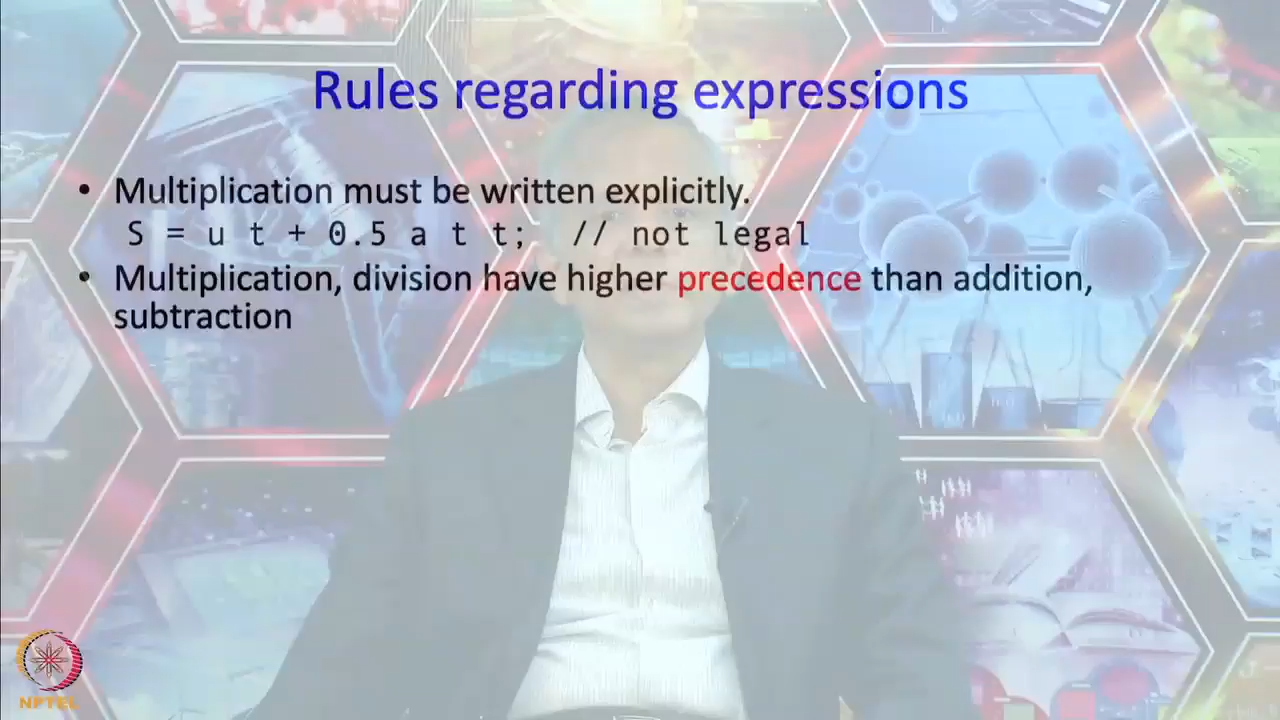 Rules regarding expressions
• Multiplication must be written explicitly.
S = u t + 0.5 a t t;  // not legal
• Multiplication, division have higher precedence than addition,
subtraction
NPTEL